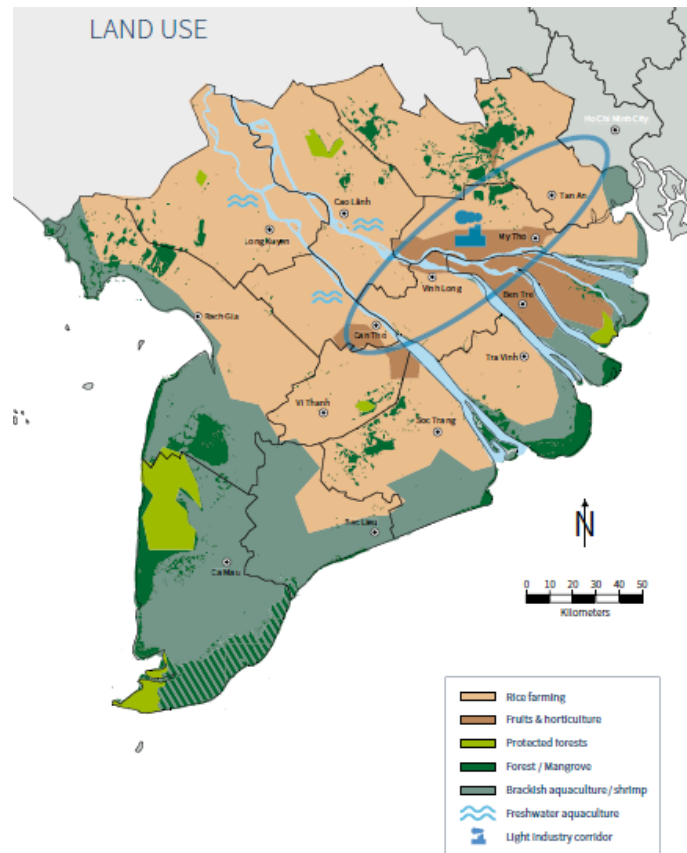 LAND USE
Ho Chi Minh City
Tan An
Cao Lãnh
Long Xuyen
My Tho
Vinh Long
Ben Tre
Rach Gia
Can Tho
Tra Vinh
Vi Thanh
Soc Trang
Bac Lieu
Ca Mau
N
0 10 20 30 40 50
Kilometers
Rice farming
Fruits & horticulture
Protected forests
Forest / Mangrove
Brackish aquaculture / shrimp
Freshwater aquaculture
Light industry corridor